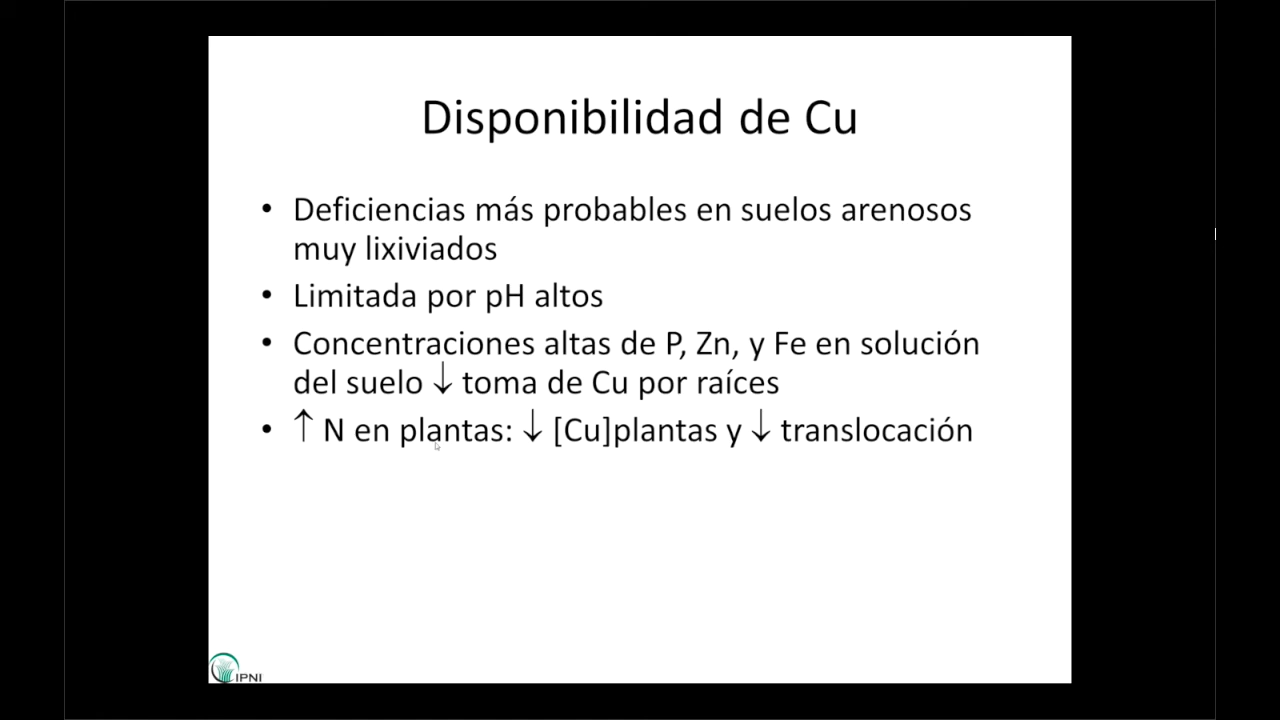 Disponibilidad de Cu
• Deficiencias más probables en suelos arenosos
muy lixiviados
• Limitada por pH altos
• Concentraciones altas de P, Zn, y Fe en solución
del suelo ↓ toma de Cu por raíces
• ↑ N en plantas: ↓ [Cu]plantas y ↓ translocación
IPNI